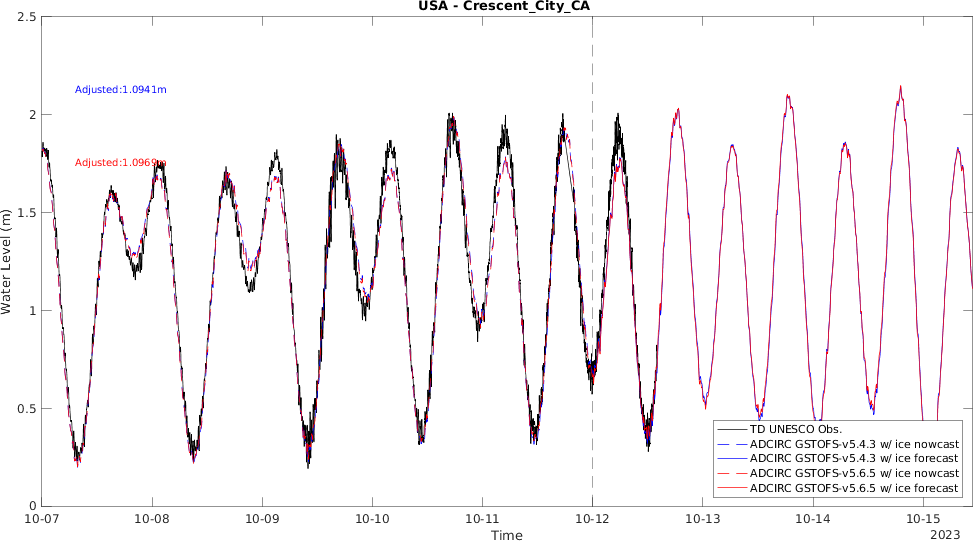 USA - Crescent_City_CA
2.5
Adjusted:1.0941m
2
Adjusted:1.0969m
1.5
Water Level (m)
1
0.5
TD UNESCO Obs.
ADCIRC GSTOFS-v5.4.3 w/ ice nowcast
ADCIRC GSTOFS-v5.4.3 w/ ice forecast
ADCIRC GSTOFS-v5.6.5 w/ ice nowcast
ADCIRC GSTOFS-v5.6.5 w/ ice forecast
0
10-07 10-08 10-09 10-10 10-11 10-12 10-13 10-14 10-15
Time
2023